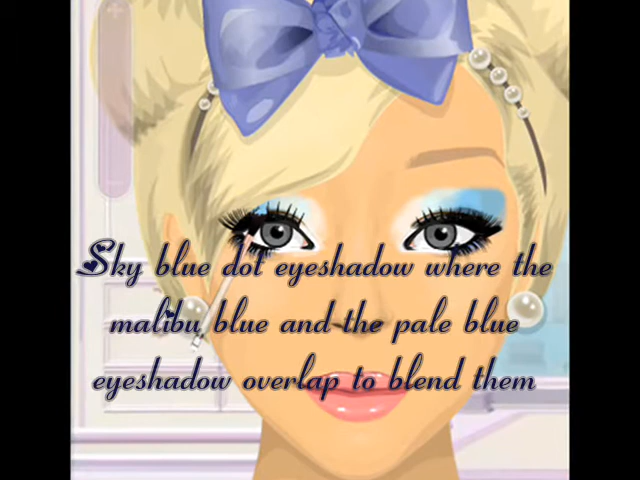 Sky blue dot eyeshadow where the
malibu blue and the pale blue
eyeshadow overlap to blend them